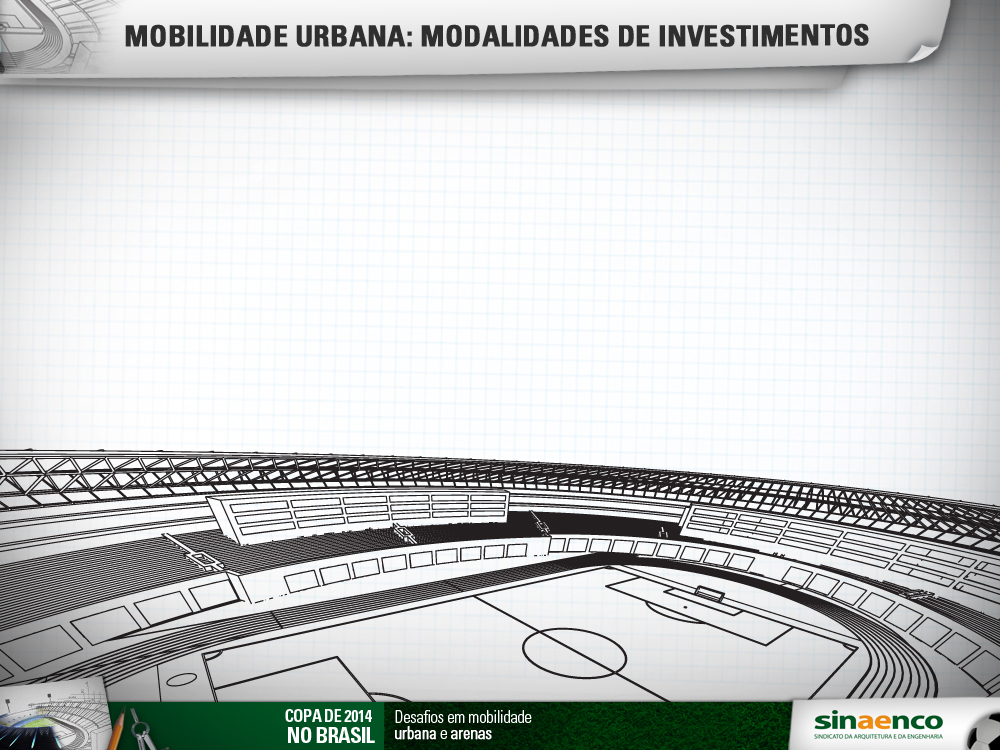 MOBILIDADE URBANA: MODALIDADES DE INVESTIMENTOS
COPA DE 2014
NO BRASIL
Desafios em mobilidade
urbana e arenas
sinaenco
SINDICATO DA ARQUITETURA E DA ENGENHARIA